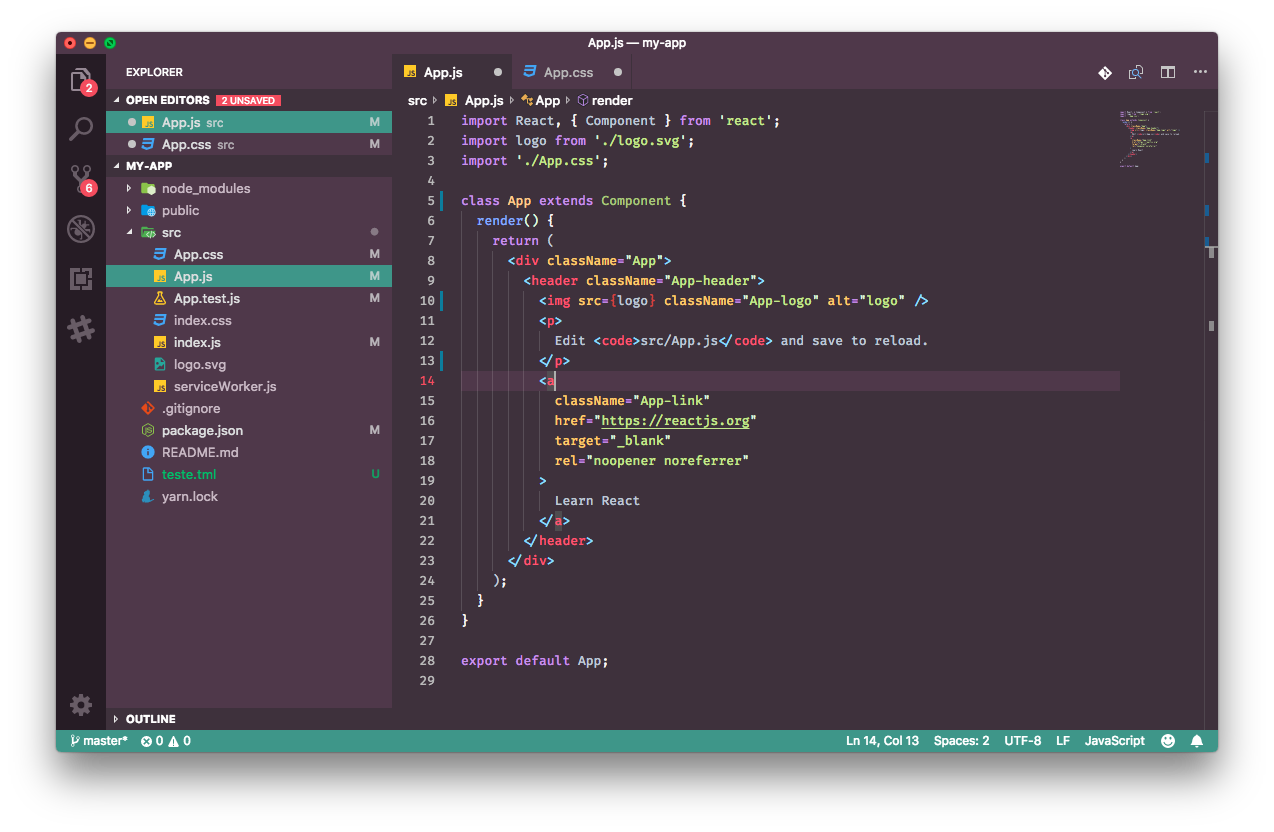 App.js — my-app
2
6
EXPLORER
OPEN EDITORS 2 UNSAVED
App.js src M
App.css src M
MY-APP
node_modules
public
src
App.css M
App.js M
App.test.js M
index.css
index.js M
logo.svg
serviceWorker.js
.gitignore
package.json M
README.md
teste.tml U
yarn.lock
OUTLINE
App.js App.css
src App.js App render
1 import React, { Component } from 'react';
2 import logo from './logo.svg';
3 import './App.css';
4
5 class App extends Component {
6 render() {
7 return (
8 <div className="App">
9 <header className="App-header">
10 <img src={logo} className="App-logo" alt="logo" />
11 <p>
12 Edit <code>src/App.js</code> and save to reload.
13 </p>
14 <a
15 className="App-link"
16 href="https://reactjs.org"
17 target="_blank"
18 rel="noopener noreferrer"
19 >
20 Learn React
21 </a>
22 </header>
23 </div>
24 );
25 }
26 }
27
28 export default App;
29
master* 0 0 Ln 14, Col 13 Spaces: 2 UTF-8 LF JavaScript